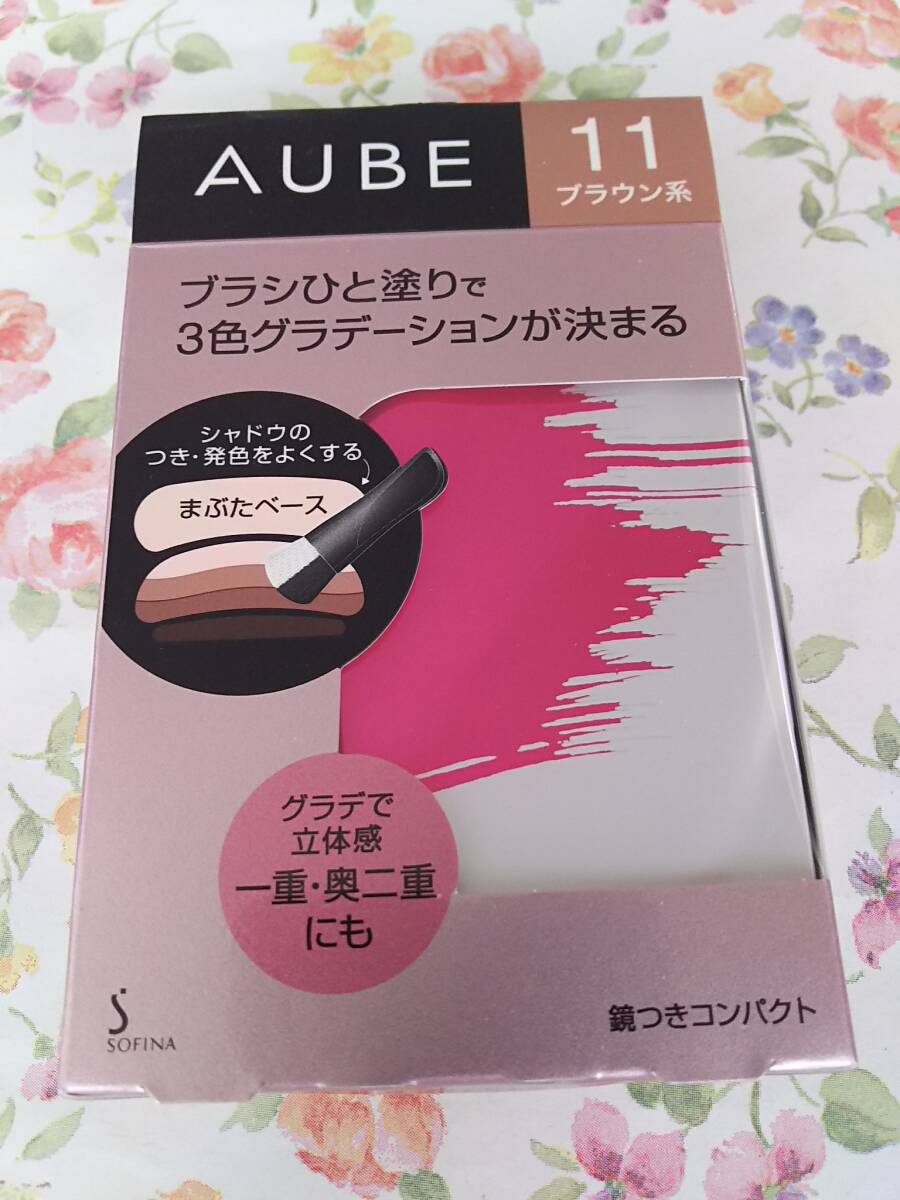 AUBE
11
ブラウン系
ブラシひと塗りで
3色グラデーションが決まる
シャドウの
つき・発色をよくする
まぶたベース
グラデで
立体感
一重・奥二重
にも
SOFINA
鏡つきコンパクト